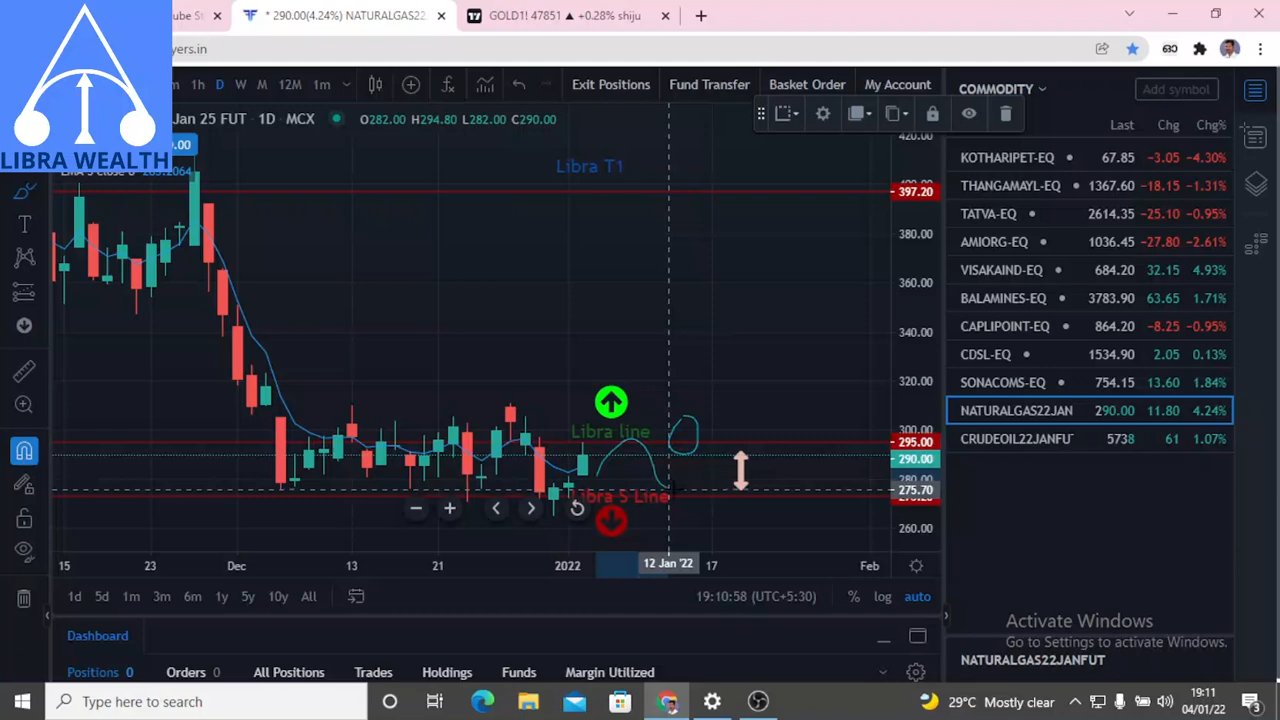 ube S
* 290.00(4.24%) NATURALGAS22
GOLD1! 47851 ▲ +0.28% shiju
yers.in
LIBRA WEALTH
m 1h D W M 12M 1m
Exit Positions Fund Transfer Basket Order My Account
Jan 25 FUT · 1D · MCX O282.00 H294.80 L282.00 C290.00
COMMODITY
Add symbol
Last Chg Chg%
KOTHARIPET-EQ 67.85 -3.05 -4.30%
THANGAMAYL-EQ 1367.60 -18.15 -1.31%
TATVA-EQ 2614.35 -25.10 -0.95%
AMIORG-EQ 1036.45 -27.80 -2.61%
VISAKAIND-EQ 684.20 32.15 4.93%
BALAMINES-EQ 3783.90 63.65 1.71%
CAPLIPOINT-EQ 864.20 -8.25 -0.95%
CDSL-EQ 1534.90 2.05 0.13%
SONACOMS-EQ 754.15 13.60 1.84%
NATURALGAS22JAN 290.00 11.80 4.24%
CRUDEOIL22JANFUT 5738 61 1.07%
Libra T1
420.00
397.20
380.00
360.00
340.00
320.00
300.00
295.00
290.00
280.00
275.70
260.00
Libra line
Libra S Line
15 23 Dec 13 21 2022 12 Jan '22 17 Feb
1d 5d 1m 3m 6m 1y 5y 10y All
19:10:58 (UTC+5:30) % log auto
Dashboard
Positions 0 Orders 0 All Positions Trades Holdings Funds Margin Utilized
Activate Windows
Go to Settings to activate Windows.
NATURALGAS22JANFUT
Type here to search
29°C Mostly clear
19:11
04/01/22
3